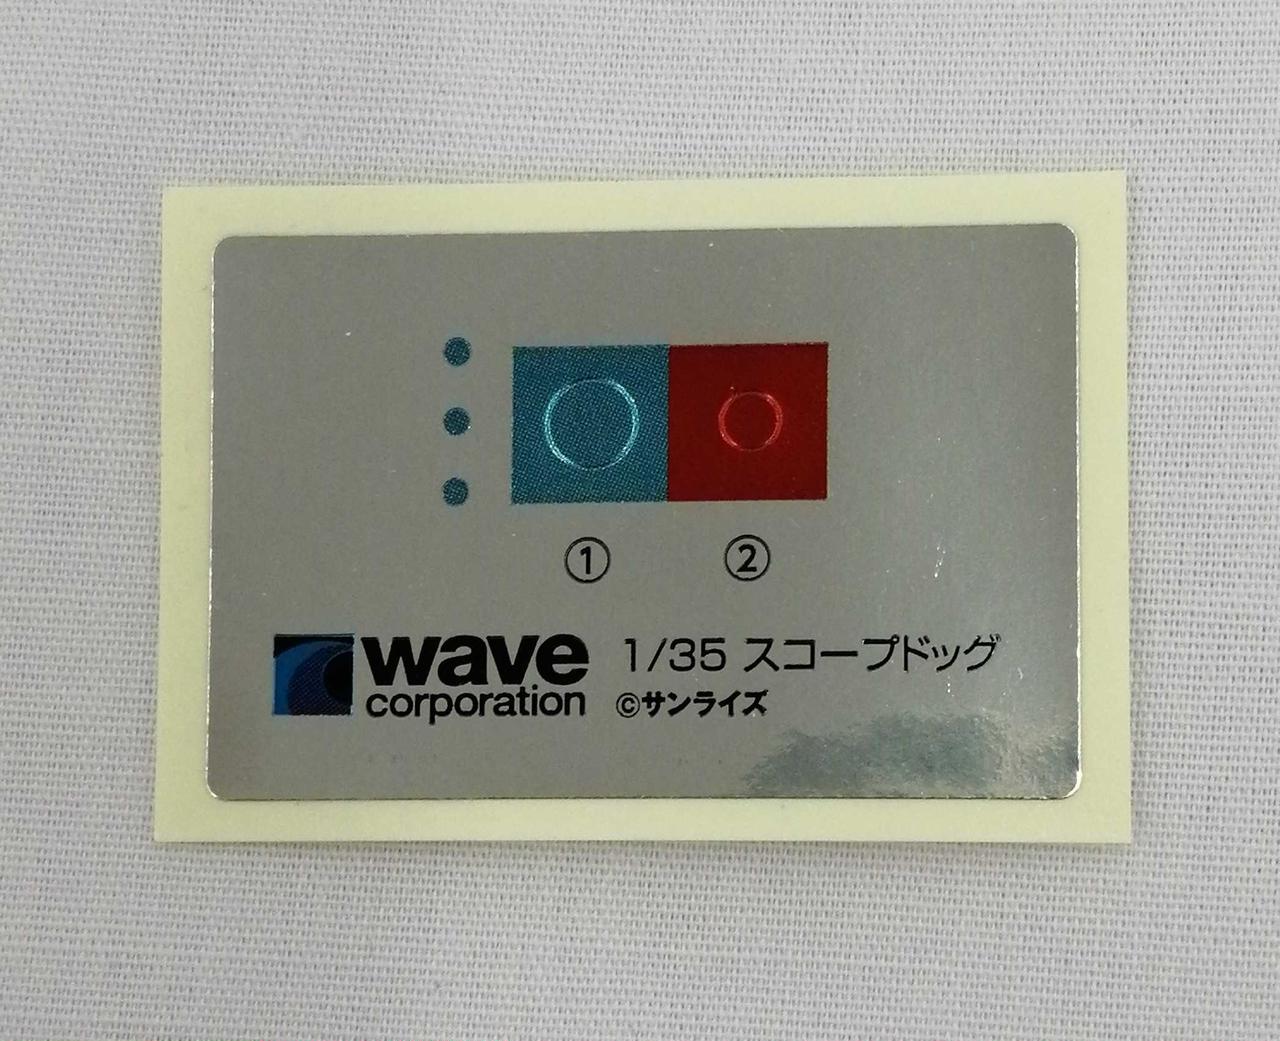 ① ②
wave 1/35 スコープドッグ
corporation ©サンライズ